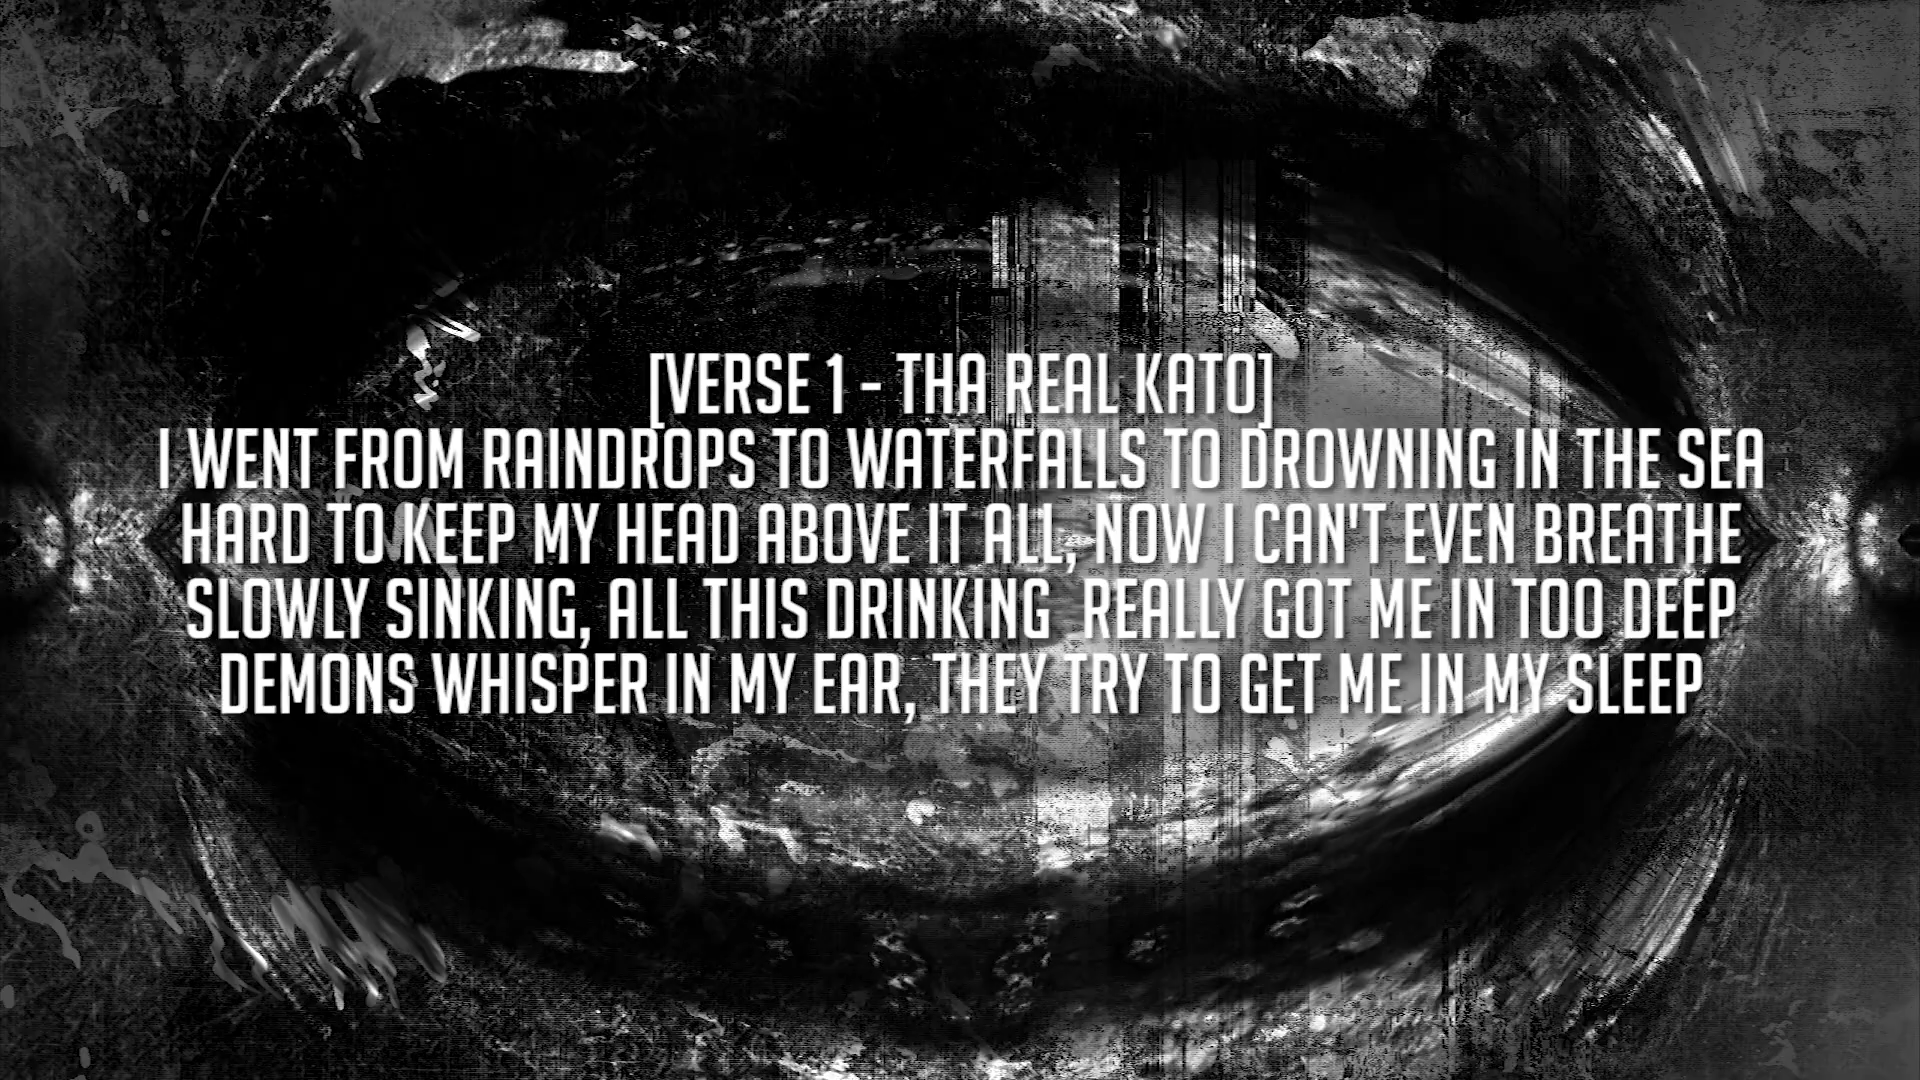 [VERSE 1 - THA REAL KATO]
I WENT FROM RAINDROPS TO WATERFALLS TO DROWNING IN THE SEA
HARD TO KEEP MY HEAD ABOVE IT ALL, NOW I CAN'T EVEN BREATHE
SLOWLY SINKING, ALL THIS DRINKING  REALLY GOT ME IN TOO DEEP
DEMONS WHISPER IN MY EAR, THEY TRY TO GET ME IN MY SLEEP